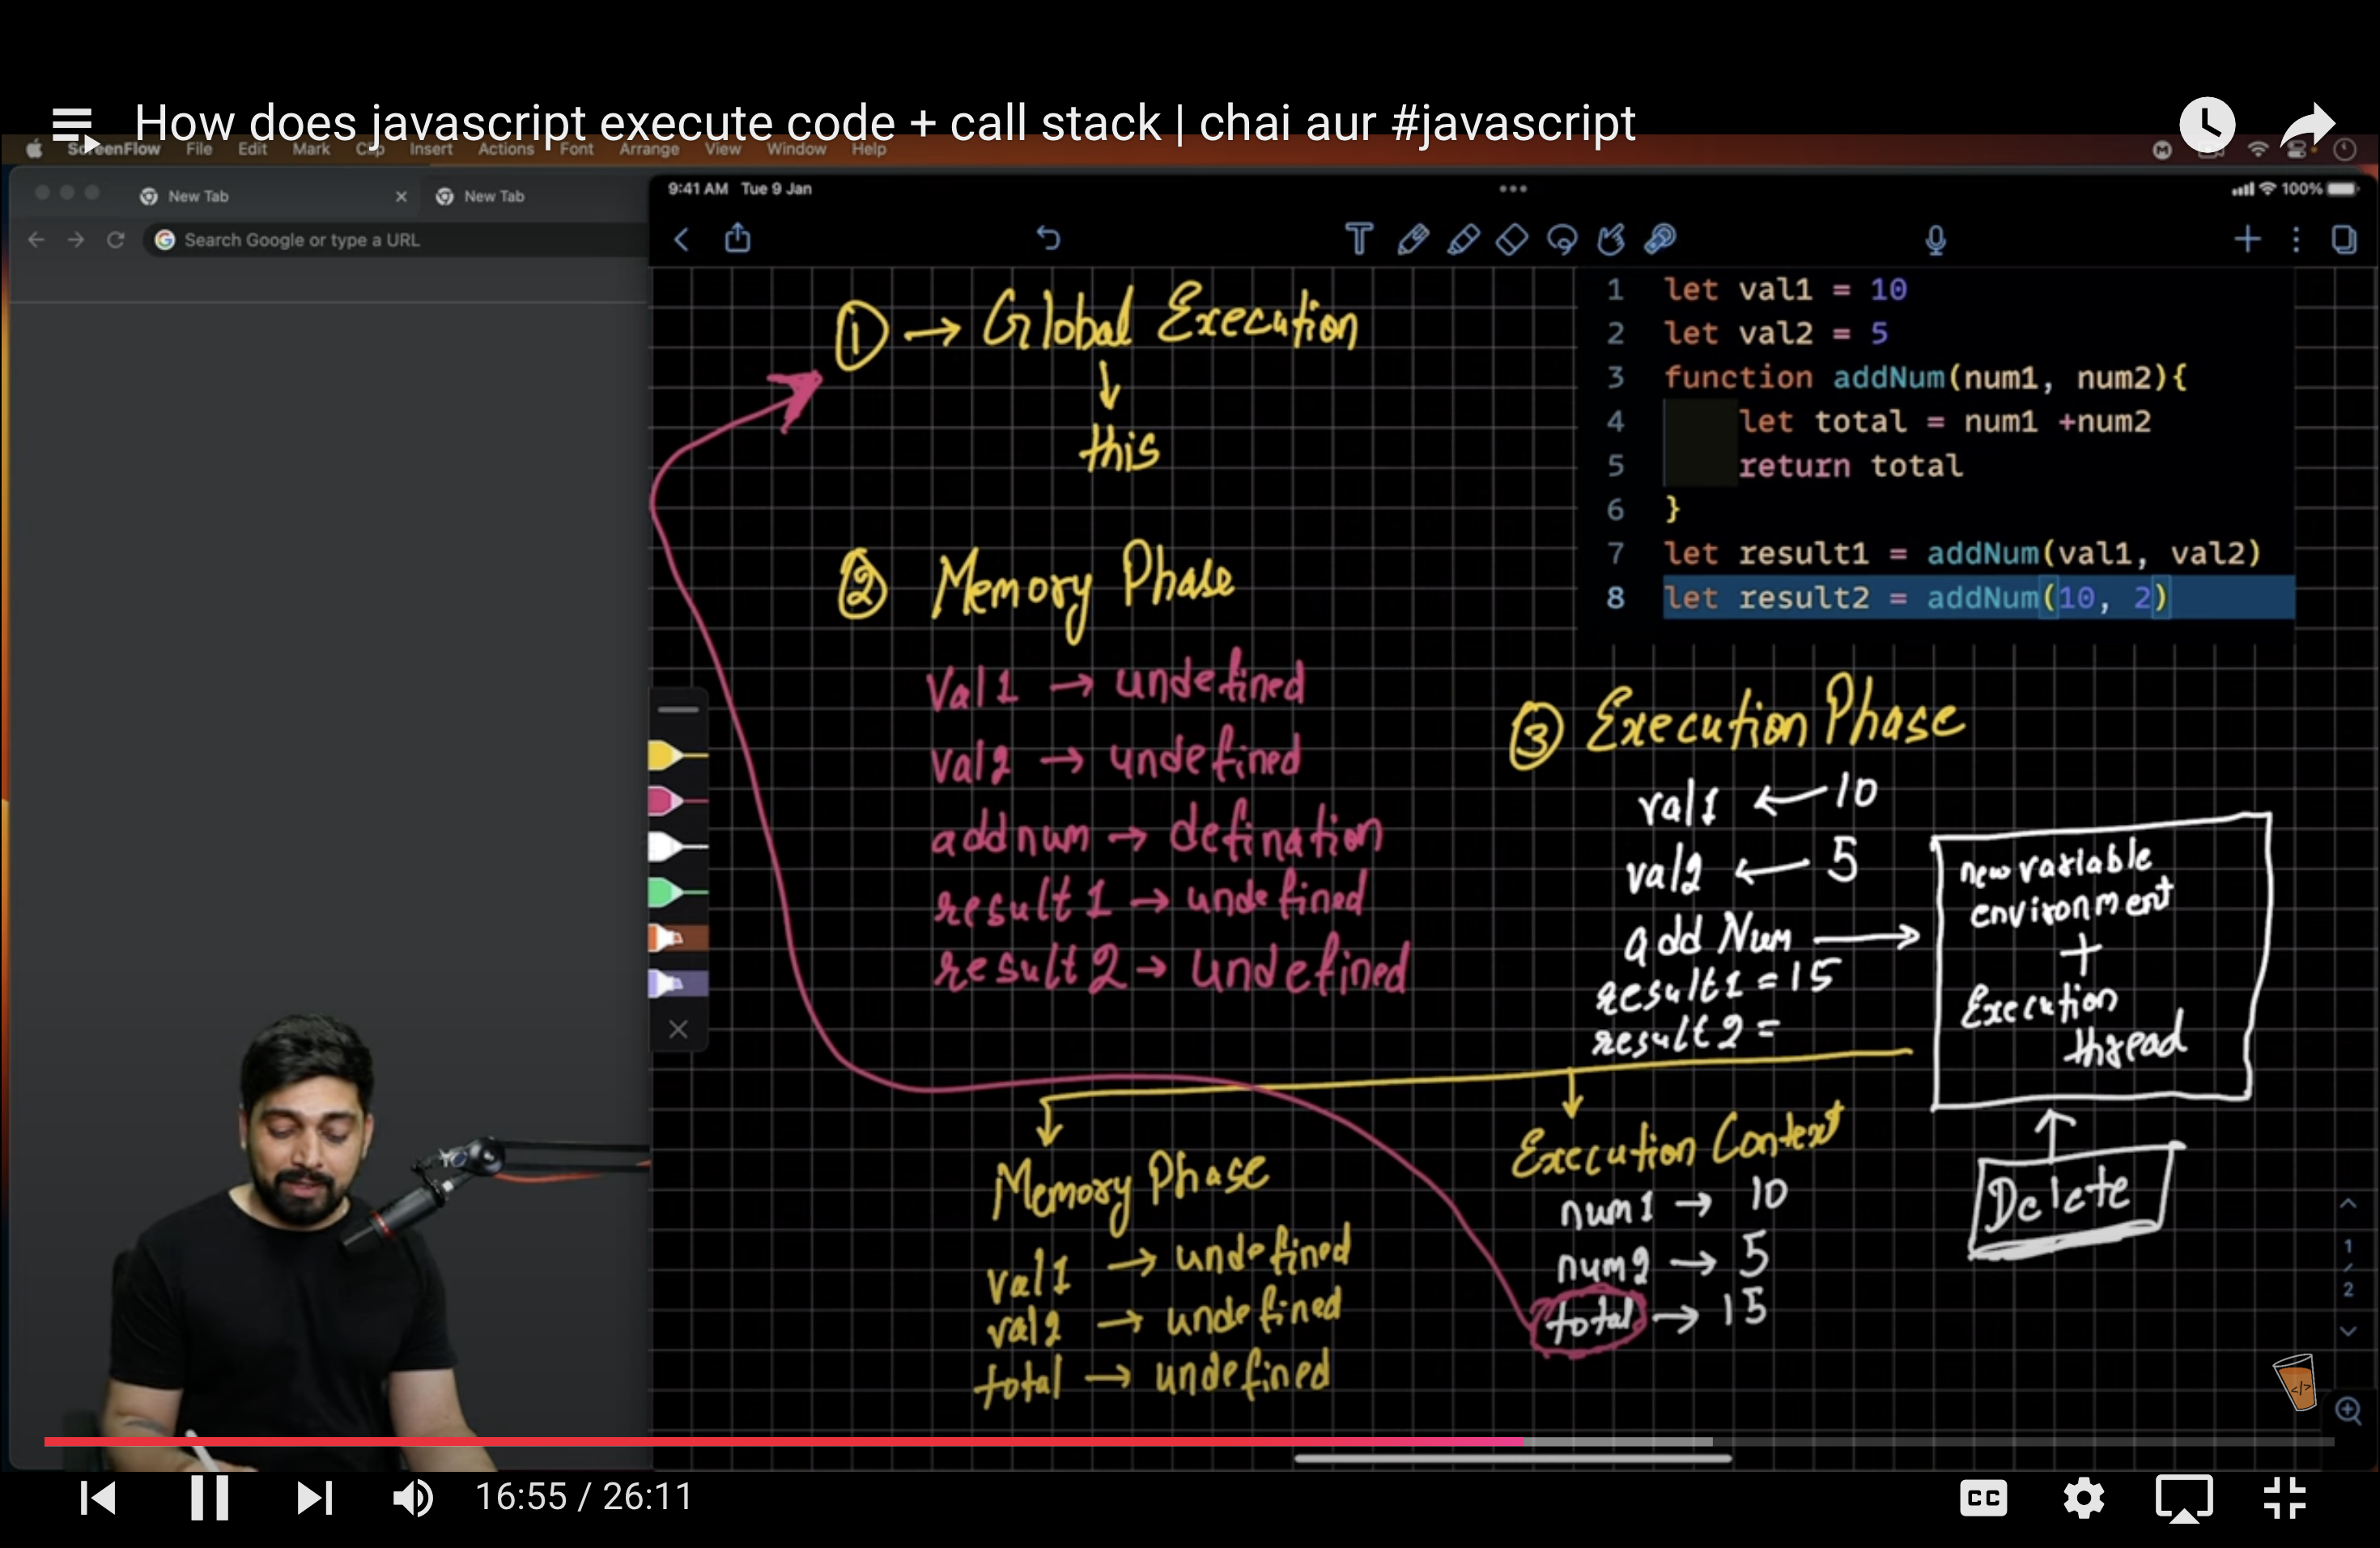 How does javascript execute code + call stack | chai aur #javascript
ScreenFlow File Edit Mark Clip Insert Actions Font Arrange View Window Help
New Tab
New Tab
Search Google or type a URL
9:41 AM Tue 9 Jan
100%
① → Global Execution
this
② Memory Phase
Val1 → undefined
val2 → undefined
addnum → defination
result1 → undefined
result2 → undefined
1 let val1 = 10
2 let val2 = 5
3 function addNum(num1, num2){
4 let total = num1 +num2
5 return total
6 }
7 let result1 = addNum(val1, val2)
8 let result2 = addNum(10, 2)
③ Execution Phase
val1 ← 10
val2 ← 5
add Num →
result1 = 15
result2 =
new variable
environment
+
Execution
thread
Delete
Memory Phase
val1 → undefined
val2 → undefined
total → undefined
Execution Context
num1 → 10
num2 → 5
total → 15
1
/
2
</>
16:55 / 26:11
CC